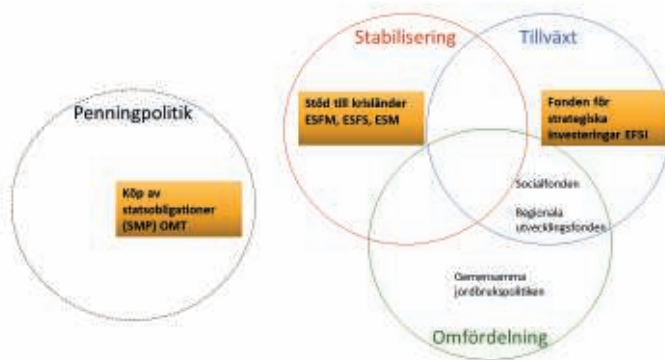 Stabilisering
Tillväxt
Penningpolitik
Stöd till krisländer
ESFM, ESFS, ESM
Fonden för
strategiska
investeringar EFSI
Köp av
statsobligationer
(SMP) OMT
Socialfonden
Regionala
utvecklingsfonden
Gemensamma
jordbrukspolitiken
Omfördelning